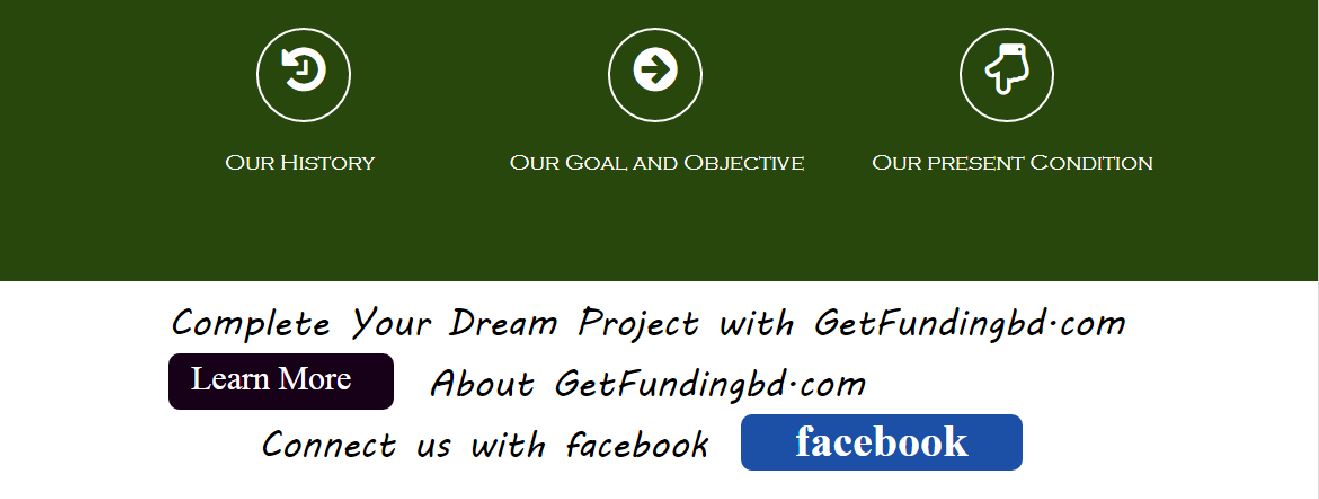 Our History
Our Goal and Objective
Our present Condition
Complete Your Dream Project with GetFundingbd.com
Learn More About GetFundingbd.com
Connect us with facebook facebook